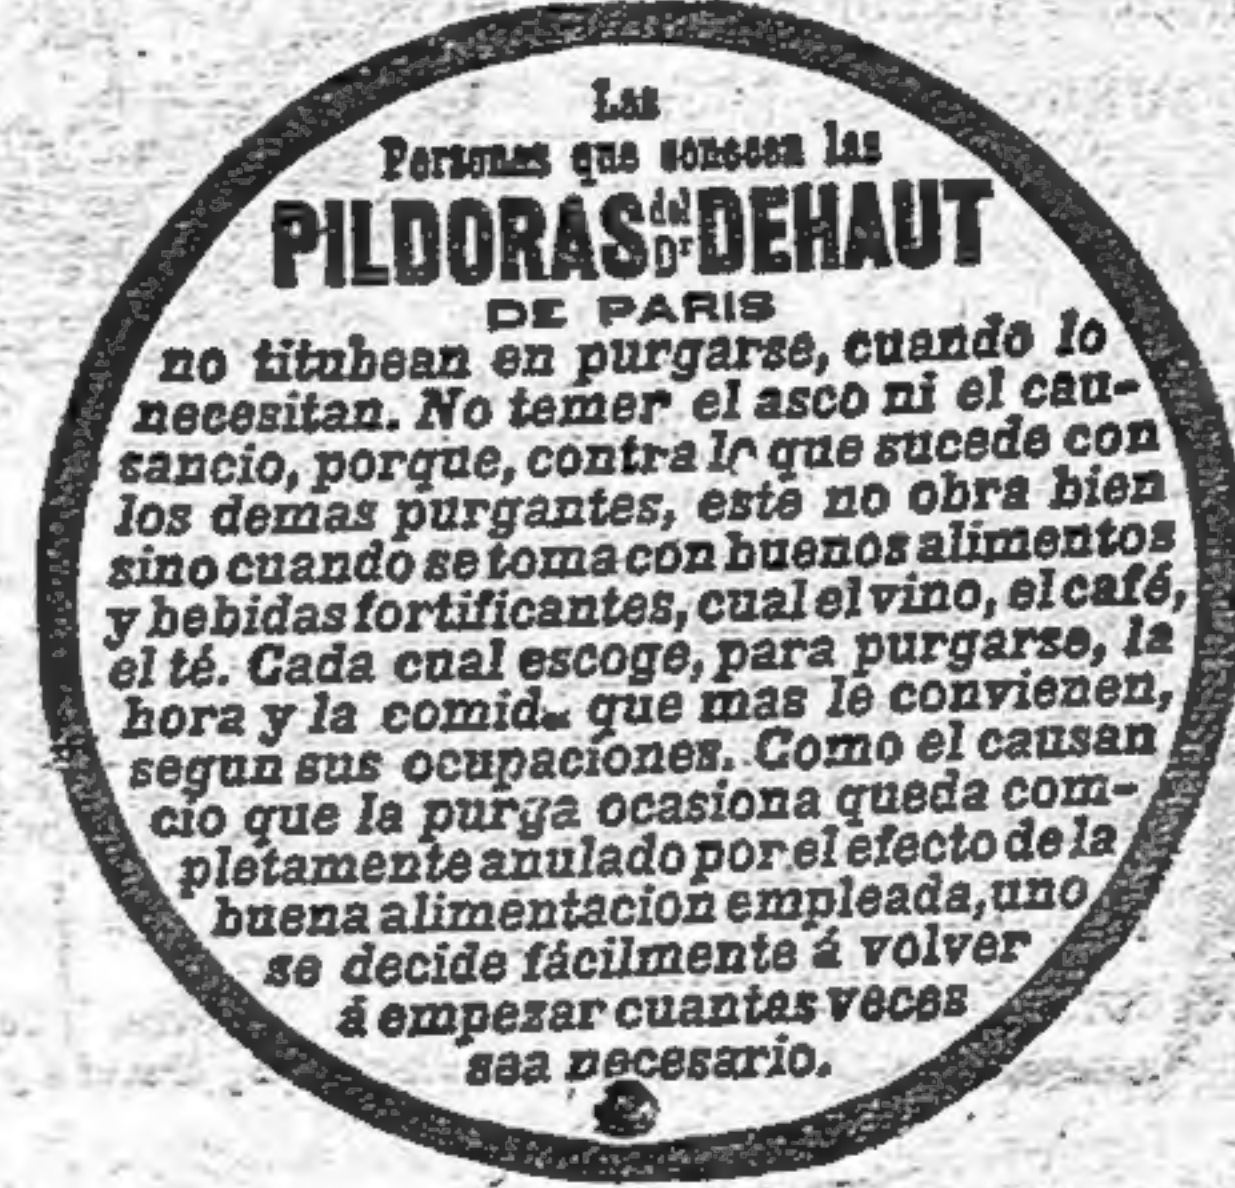 Las
Personas que conocen las
PILDORAS del Dr DEHAUT
DE PARIS
no titubean en purgarse, cuando lo
necesitan. No temen el asco ni el cau-
sancio, porque, contra lo que sucede con
los demas purgantes, este no obra bien
sino cuando se toma con buenos alimentos
y bebidas fortificantes, cual el vino, el café,
el té. Cada cual escoge, para purgarse, la
hora y la comida que mas le convienen,
segun sus ocupaciones. Como el causan
cio que la purga ocasiona queda com-
pletamente anulado por el efecto de la
buena alimentacion empleada, uno
se decide fácilmente á volver
á empezar cuantas veces
sea necesario.